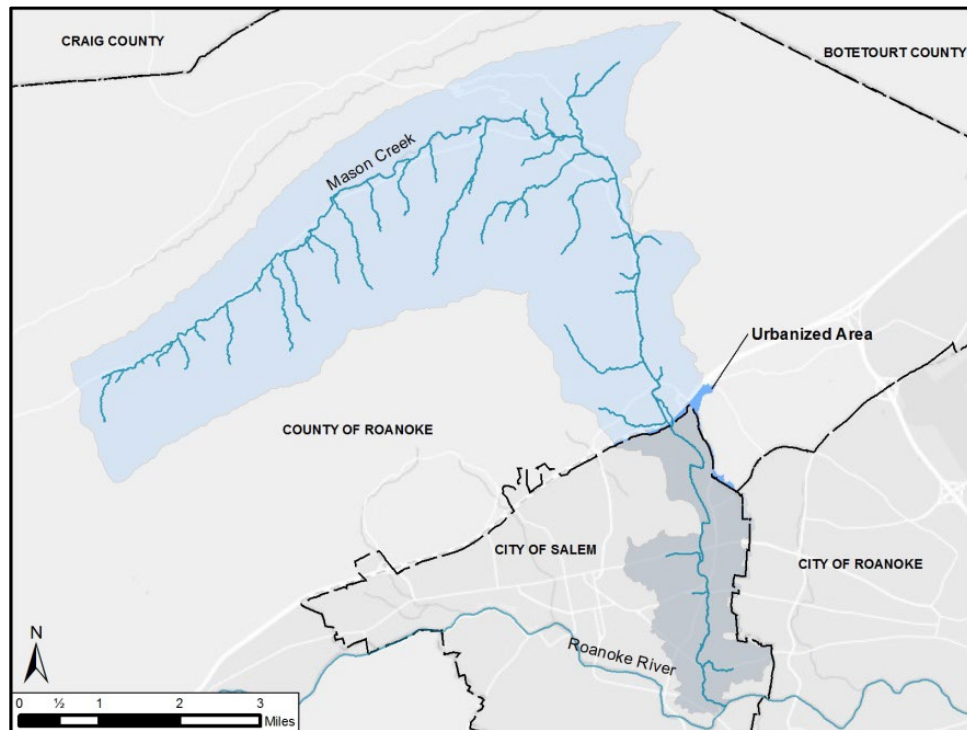 CRAIG COUNTY
BOTETOURT COUNTY
Mason Creek
Urbanized Area
COUNTY OF ROANOKE
CITY OF SALEM
CITY OF ROANOKE
Roanoke River
N
0 ½ 1 2 3
Miles